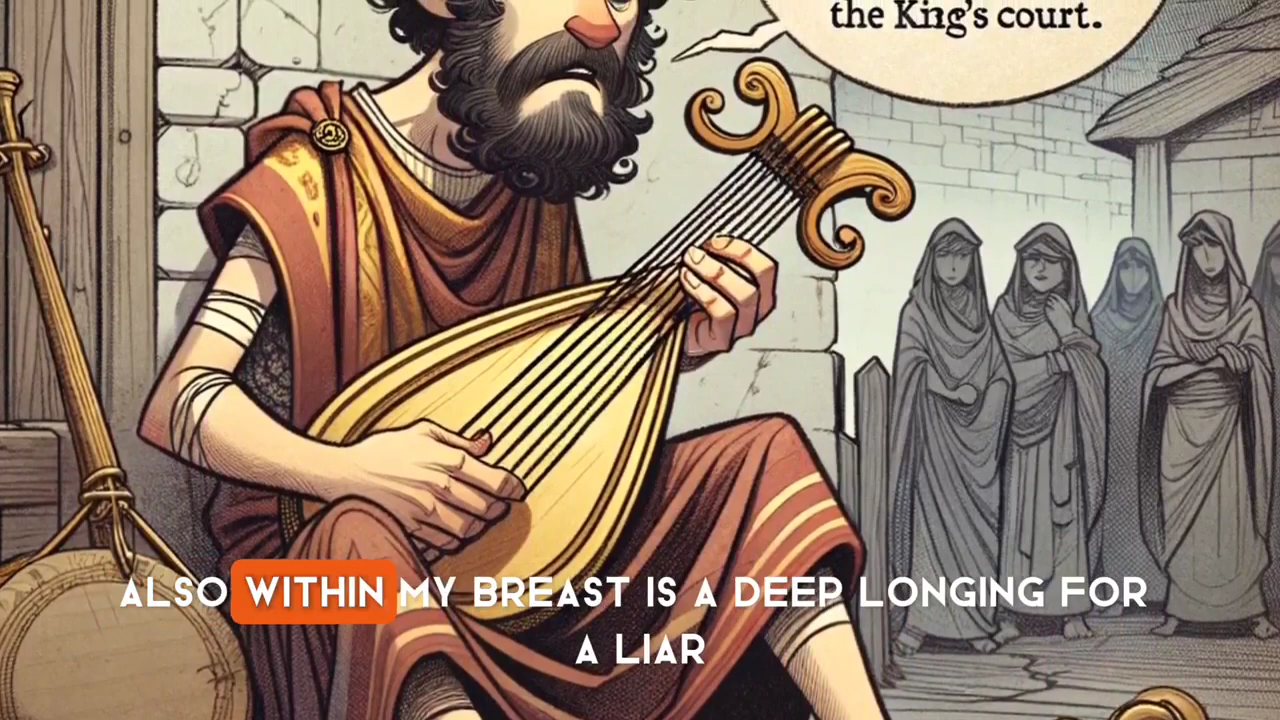 the King's court.
ALSO WITHIN MY BREAST IS A DEEP LONGING FOR
A LIAR